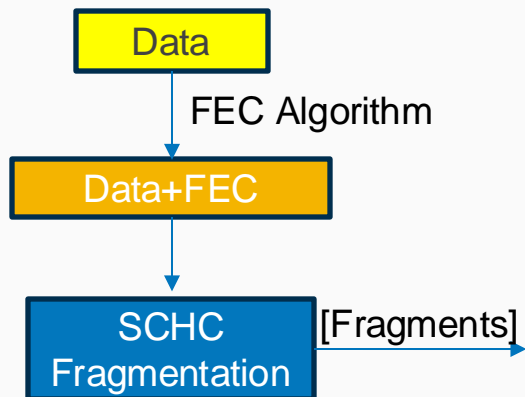 Data
FEC Algorithm
Data+FEC
SCHC
Fragmentation
[Fragments]